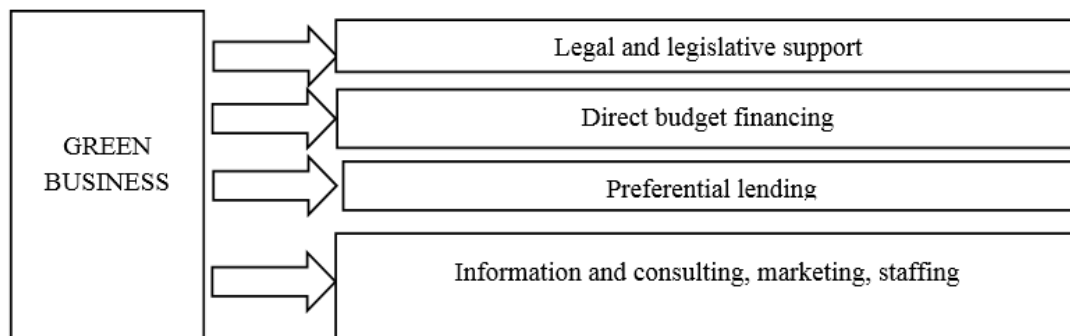 GREEN
BUSINESS
Legal and legislative support
Direct budget financing
Preferential lending
Information and consulting, marketing, staffing